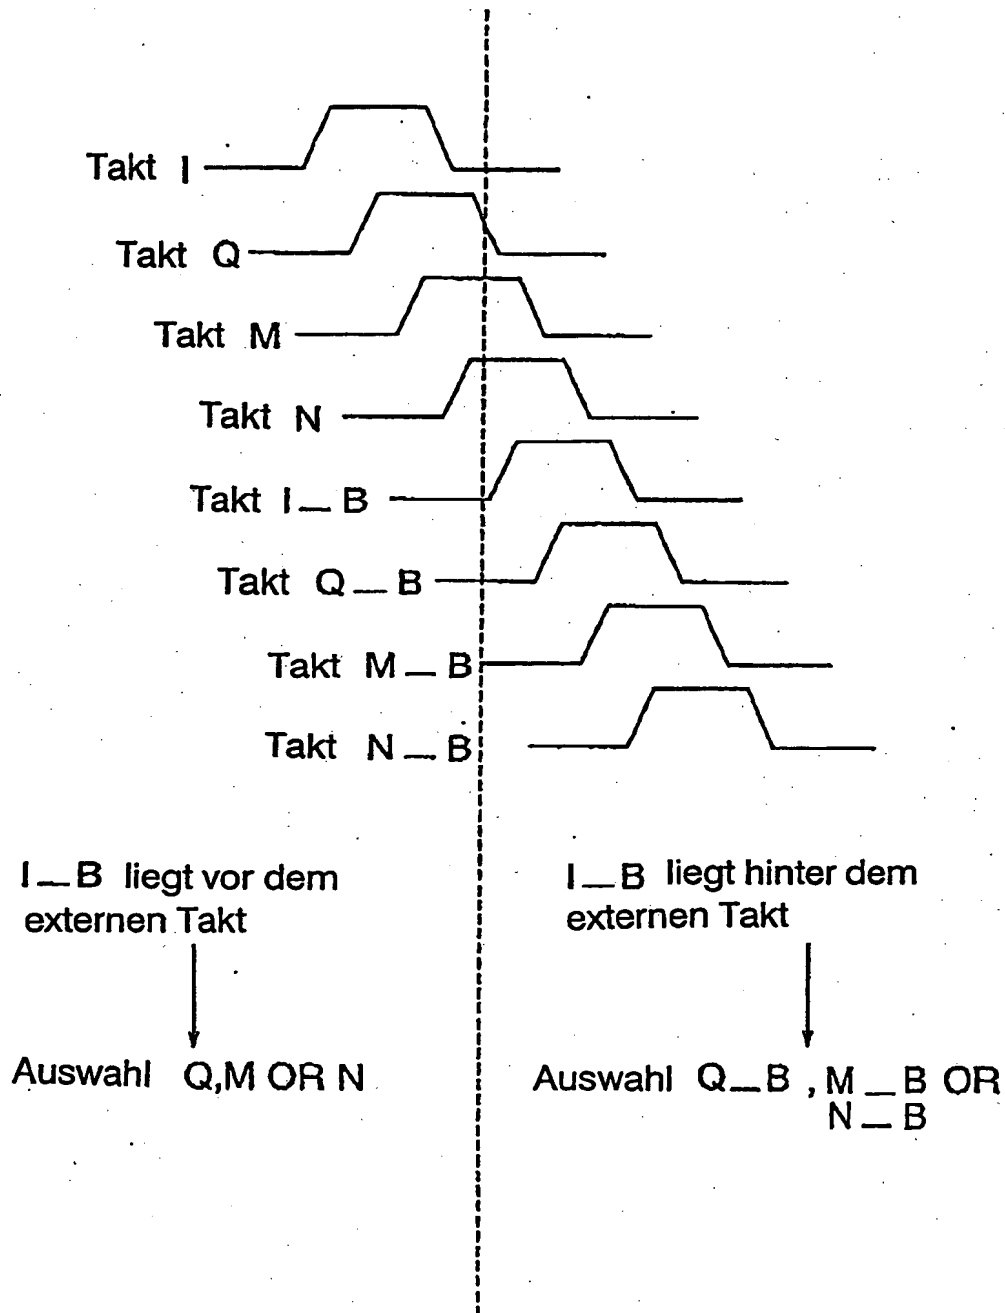 Takt I
Takt Q
Takt M
Takt N
Takt I_B
Takt Q_B
Takt M_B
Takt N_B
I_B liegt vor dem
externen Takt
Auswahl Q,M OR N
I_B liegt hinter dem
externen Takt
Auswahl Q_B , M_B OR
N_B